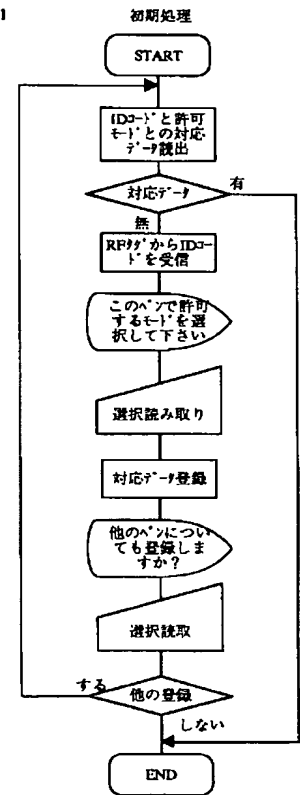 1
初期処理
START
IDコードと許可
モードとの対応
データ読出
対応データ
有
無
RFタグからIDコー
ドを受信
このペンで許可
するモードを選
択して下さい
選択読み取り
対応データ登録
他のペンについ
ても登録しま
すか?
選択読取
する
他の登録
しない
END